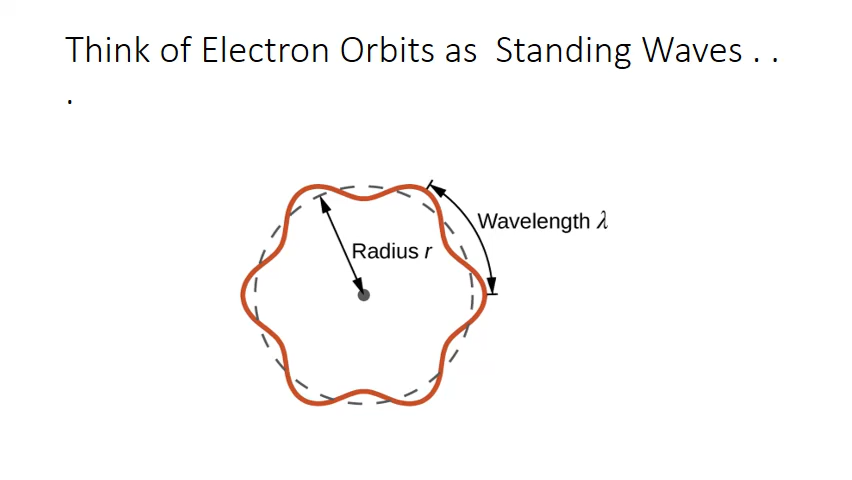 Think of Electron Orbits as  Standing Waves . .
.
Wavelength λ
Radius r